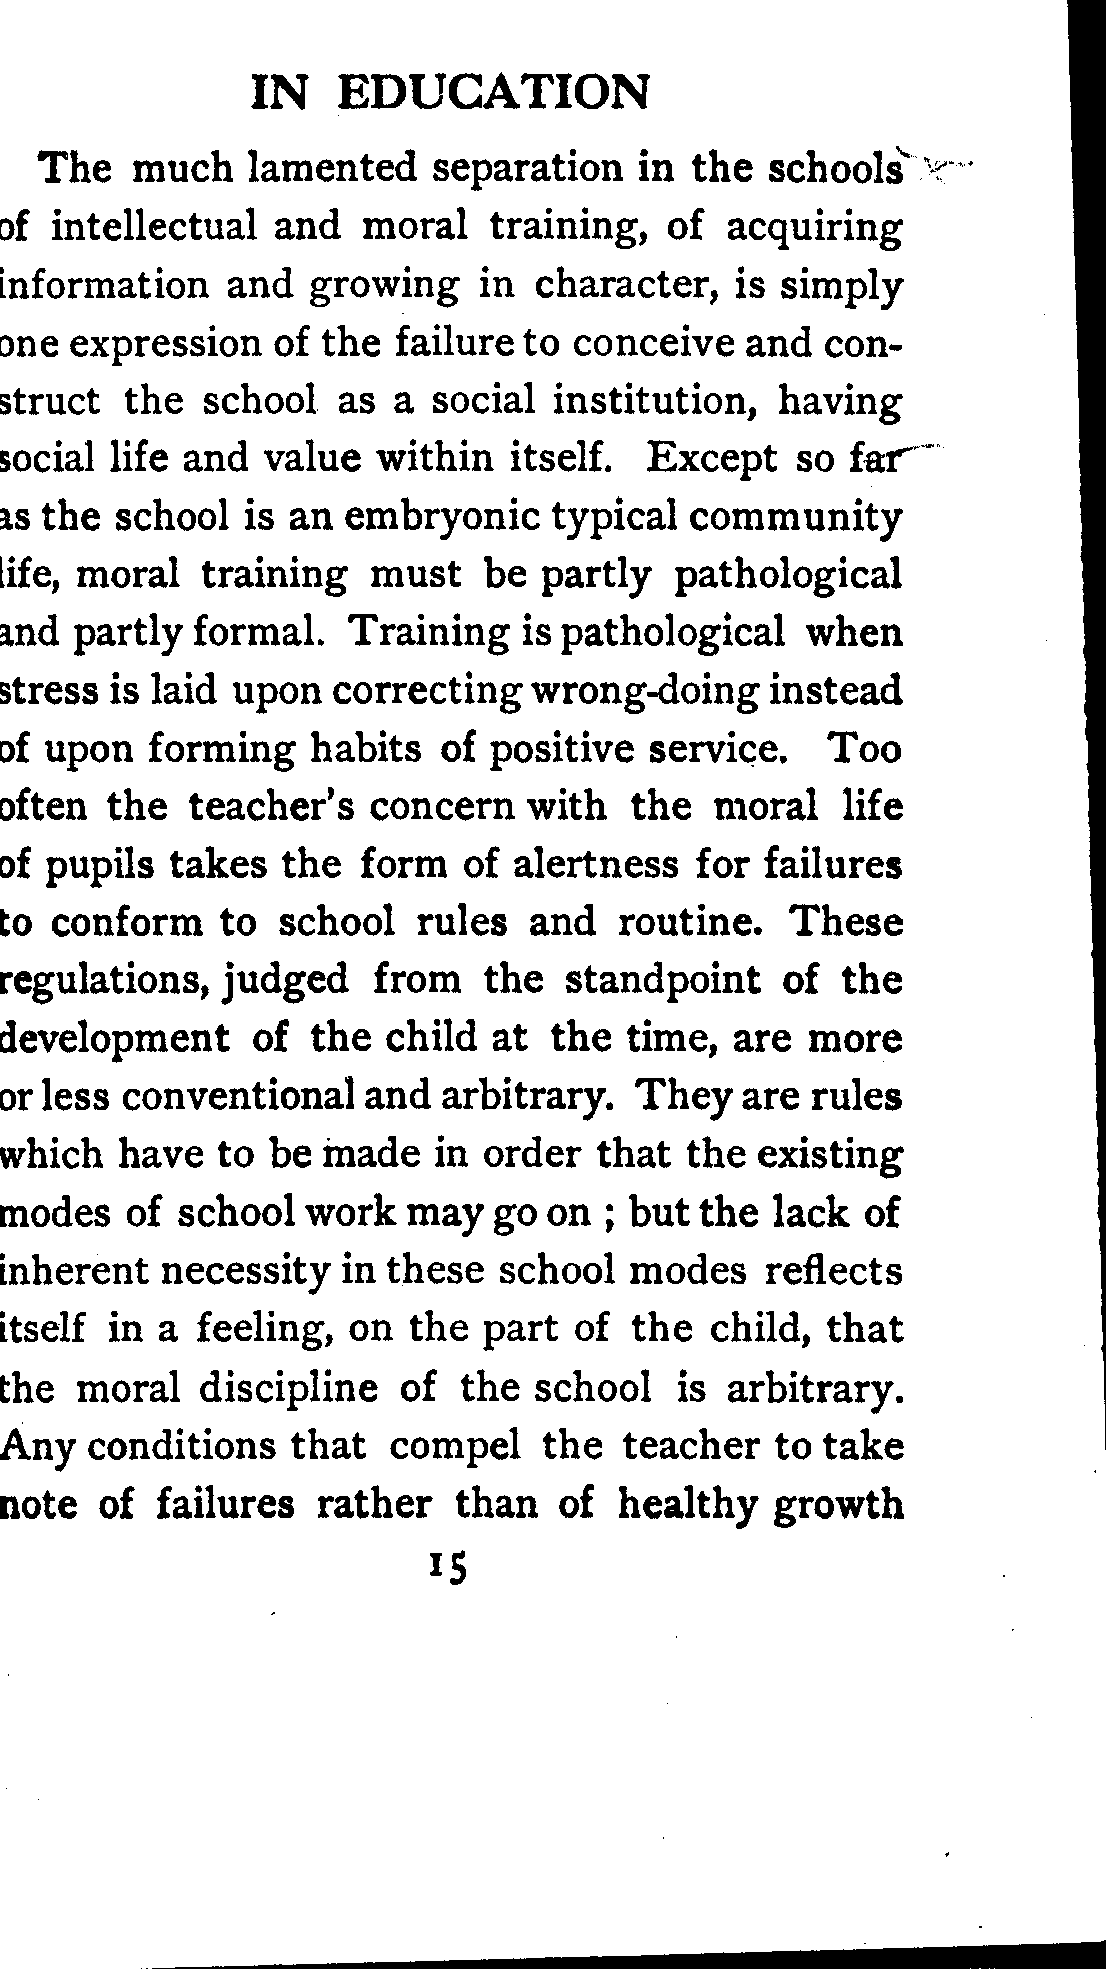 IN EDUCATION
The much lamented separation in the schools
of intellectual and moral training, of acquiring
information and growing in character, is simply
one expression of the failure to conceive and con-
struct the school as a social institution, having
social life and value within itself. Except so far
as the school is an embryonic typical community
life, moral training must be partly pathological
and partly formal. Training is pathological when
stress is laid upon correcting wrong-doing instead
of upon forming habits of positive service. Too
often the teacher's concern with the moral life
of pupils takes the form of alertness for failures
to conform to school rules and routine. These
regulations, judged from the standpoint of the
development of the child at the time, are more
or less conventional and arbitrary. They are rules
which have to be made in order that the existing
modes of school work may go on ; but the lack of
inherent necessity in these school modes reflects
itself in a feeling, on the part of the child, that
the moral discipline of the school is arbitrary.
Any conditions that compel the teacher to take
note of failures rather than of healthy growth
15